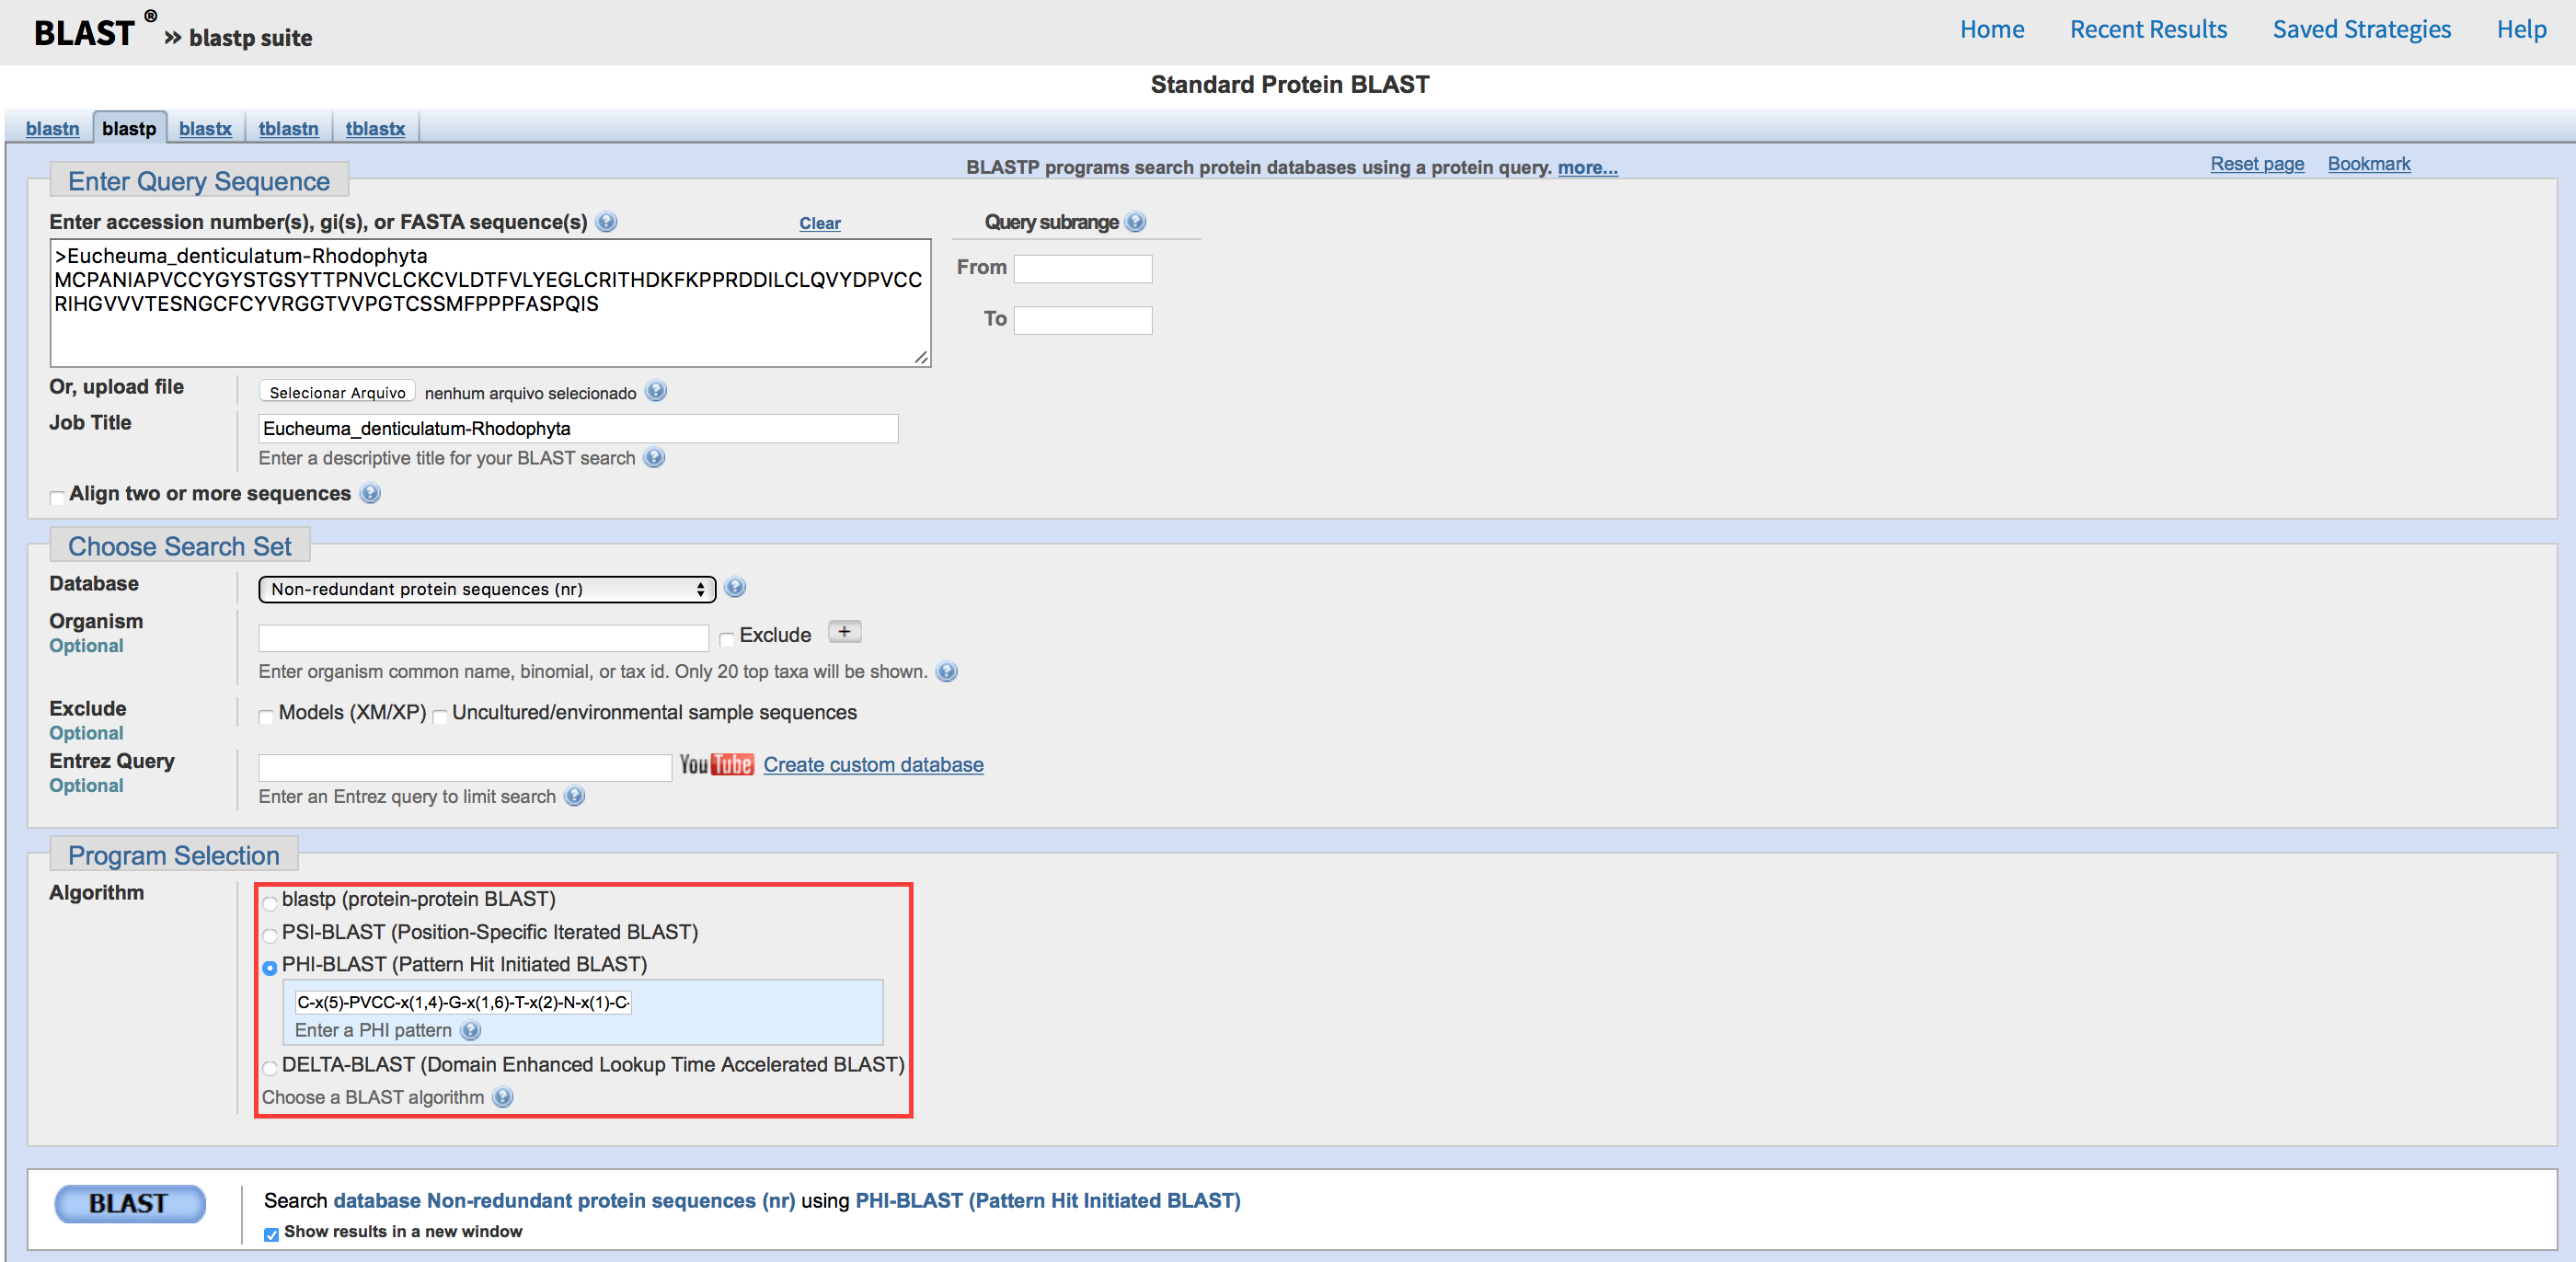 BLAST ® » blastp suite
Home Recent Results Saved Strategies Help
Standard Protein BLAST
blastn blastp blastx tblastn tblastx
BLASTP programs search protein databases using a protein query. more...
Reset page Bookmark
Enter Query Sequence
Enter accession number(s), gi(s), or FASTA sequence(s) Clear
Query subrange
>Eucheuma_denticulatum-Rhodophyta
MCPANIAPVCCYGYSTGSYTTPNVCLCKCVLDTFVLYEGLCRITHDKFKPPRDDILCLQVYDPVCC
RIHGVVVTESNGCFCYVRGGTVVPGTCSSMFPPPFASPQIS
From
To
Or, upload file Selecionar Arquivo nenhum arquivo selecionado
Job Title Eucheuma_denticulatum-Rhodophyta
Enter a descriptive title for your BLAST search
Align two or more sequences
Choose Search Set
Database Non-redundant protein sequences (nr)
Organism
Optional
Exclude +
Enter organism common name, binomial, or tax id. Only 20 top taxa will be shown.
Exclude
Optional
Models (XM/XP) Uncultured/environmental sample sequences
Entrez Query
Optional
YouTube Create custom database
Enter an Entrez query to limit search
Program Selection
Algorithm
blastp (protein-protein BLAST)
PSI-BLAST (Position-Specific Iterated BLAST)
PHI-BLAST (Pattern Hit Initiated BLAST)
C-x(5)-PVCC-x(1,4)-G-x(1,6)-T-x(2)-N-x(1)-C-
Enter a PHI pattern
DELTA-BLAST (Domain Enhanced Lookup Time Accelerated BLAST)
Choose a BLAST algorithm
BLAST
Search database Non-redundant protein sequences (nr) using PHI-BLAST (Pattern Hit Initiated BLAST)
Show results in a new window